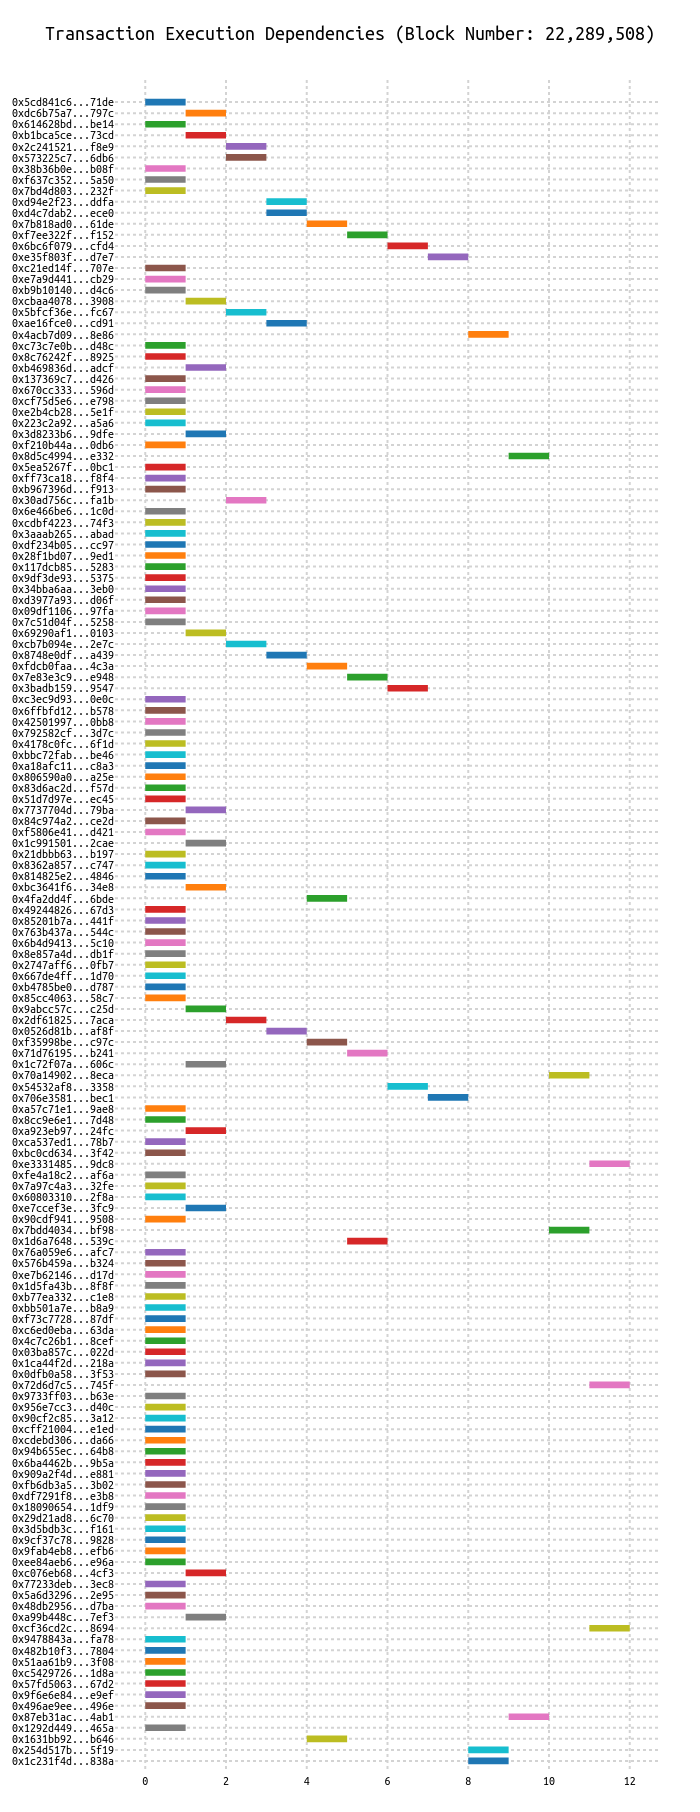 Transaction Execution Dependencies (Block Number: 22,289,508)
0x5cd841c6...71de
0xdc6b75a7...797c
0x614628bd...be14
0xb1bca5ce...73cd
0x2c241521...f8e9
0x573225c7...6db6
0x38b36b0e...b08f
0xf637c352...5a50
0x7bd4d803...232f
0xd94e2f23...ddfa
0xd4c7dab2...ece0
0x7b818ad0...61de
0xf7ee322f...f152
0x6bc6f079...cfd4
0xe35f803f...d7e7
0xc21ed14f...707e
0xe7a9d441...cb29
0xb9b10140...d4c6
0xcbaa4078...3908
0x5bfcf36e...fc67
0xae16fce0...cd91
0x4acb7d09...8e86
0xc73c7e0b...d48c
0x8c76242f...8925
0xb469836d...adcf
0x137369c7...d426
0x670cc333...596d
0xcf75d5e6...e798
0xe2b4cb28...5e1f
0x223c2a92...a5a6
0x3d8233b6...9dfe
0xf210b44a...0db6
0x8d5c4994...e332
0x5ea5267f...0bc1
0xff73ca18...f8f4
0xb967396d...f913
0x30ad756c...fa1b
0x6e466be6...1c0d
0xcdbf4223...74f3
0x3aaab265...abad
0xdf234b05...cc97
0x28f1bd07...9ed1
0x117dcb85...5283
0x9df3de93...5375
0x34bba6aa...3eb0
0xd3977a93...d06f
0x09df1106...97fa
0x7c51d04f...5258
0x69290af1...0103
0xcb7b094e...2e7c
0x8748e0df...a439
0xfdcb0faa...4c3a
0x7e83e3c9...e948
0x3badb159...9547
0xc3ec9d93...0e0c
0x6ffbfd12...b578
0x42501997...0bb8
0x792582cf...3d7c
0x4178c0fc...6f1d
0xbbc72fab...be46
0xa18afc11...c8a3
0x806590a0...a25e
0x83d6ac2d...f57d
0x51d7d97e...ec45
0x7737704d...79ba
0x84c974a2...ce2d
0xf5806e41...d421
0x1c991501...2cae
0x21dbbb63...b197
0x8362a857...c747
0x814825e2...4846
0xbc3641f6...34e8
0x4fa2dd4f...6bde
0x49244826...67d3
0x85201b7a...441f
0x763b437a...544c
0x6b4d9413...5c10
0x8e857a4d...db1f
0x2747aff6...0fb7
0x667de4ff...1d70
0xb4785be0...d787
0x85cc4063...58c7
0x9abcc57c...c25d
0x2df61825...7aca
0x0526d81b...af8f
0xf35998be...c97c
0x71d76195...b241
0x1c72f07a...606c
0x70a14902...8eca
0x54532af8...3358
0x706e3581...bec1
0xa57c71e1...9ae8
0x8cc9e6e1...7d48
0xa923eb97...24fc
0xca537ed1...78b7
0xbc0cd634...3f42
0xe3331485...9dc8
0xfe4a18c2...af6a
0x7a97c4a3...32fe
0x60803310...2f8a
0xe7ccef3e...3fc9
0x90cdf941...9508
0x7bdd4034...bf98
0x1d6a7648...539c
0x76a059e6...afc7
0x576b459a...b324
0xe7b62146...d17d
0x1d5fa43b...8f8f
0xb77ea332...c1e8
0xbb501a7e...b8a9
0xf73c7728...87df
0xc6ed0eba...63da
0x4c7c26b1...8cef
0x03ba857c...022d
0x1ca44f2d...218a
0x0dfb0a58...3f53
0x72d6d7c5...745f
0x9733ff03...b63e
0x956e7cc3...d40c
0x90cf2c85...3a12
0xcff21004...e1ed
0xcdebd306...da66
0x94b655ec...64b8
0x6ba4462b...9b5a
0x909a2f4d...e881
0xfb6db3a5...3b02
0xdf7291f8...e3b8
0x18090654...1df9
0x29d21ad8...6c70
0x3d5bdb3c...f161
0x9cf37c78...9828
0x9fab4eb8...efb6
0xee84aeb6...e96a
0xc076eb68...4cf3
0x77233deb...3ec8
0x5a6d3296...2e95
0x48db2956...d7ba
0xa99b448c...7ef3
0xcf36cd2c...8694
0x9478843a...fa78
0x482b10f3...7804
0x51aa61b9...3f08
0xc5429726...1d8a
0x57fd5063...67d2
0x9f6e6e84...e9ef
0x496ae9ee...496e
0x87eb31ac...4ab1
0x1292d449...465a
0x1631bb92...b646
0x254d517b...5f19
0x1c231f4d...838a
0 2 4 6 8 10 12